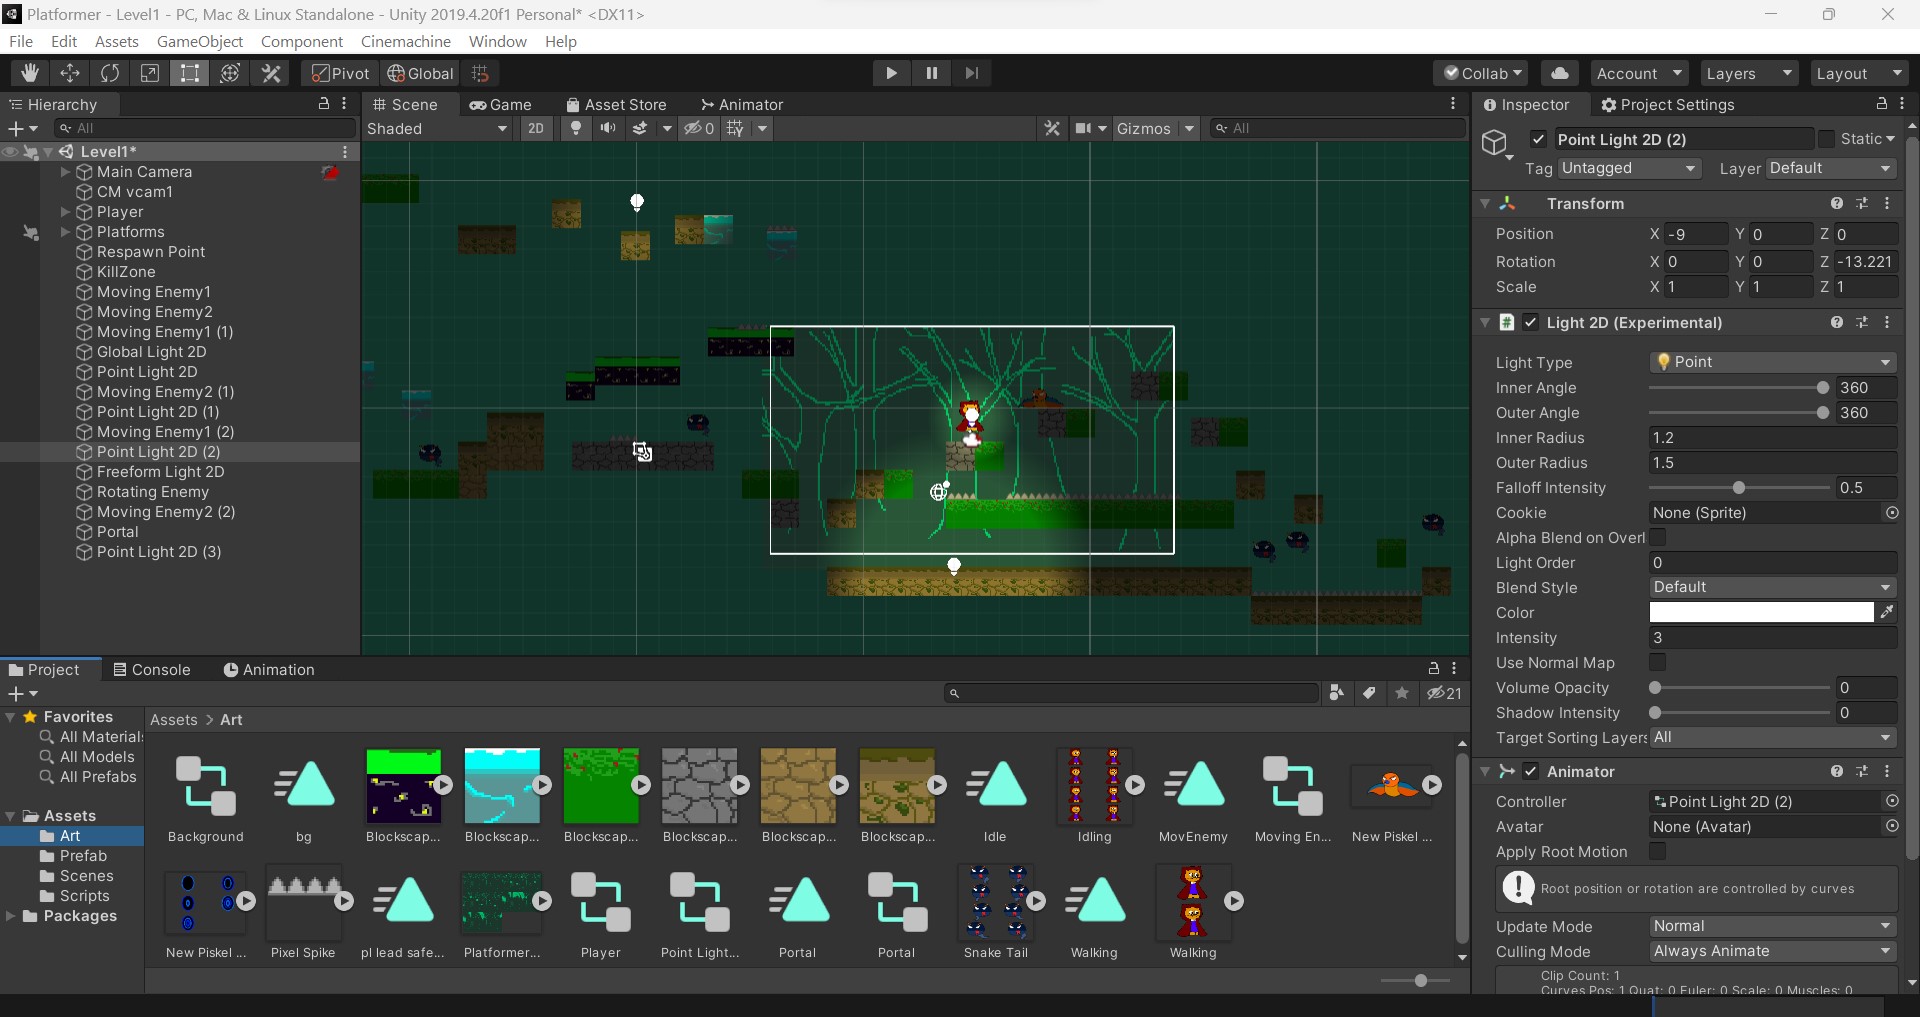 Platformer - Level1 - PC, Mac & Linux Standalone - Unity 2019.4.20f1 Personal* <DX11>
File Edit Assets GameObject Component Cinemachine Window Help
Pivot Global Collab Account Layers Layout
Hierarchy
All
Level1*
Main Camera
CM vcam1
Player
Platforms
Respawn Point
KillZone
Moving Enemy1
Moving Enemy2
Moving Enemy1 (1)
Global Light 2D
Point Light 2D
Moving Enemy2 (1)
Point Light 2D (1)
Moving Enemy1 (2)
Point Light 2D (2)
Freeform Light 2D
Rotating Enemy
Moving Enemy2 (2)
Portal
Point Light 2D (3)
Scene Game Asset Store Animator
Shaded 2D 0 Gizmos All
Inspector Project Settings
Point Light 2D (2) Static
Tag Untagged Layer Default
Transform
Position X -9 Y 0 Z 0
Rotation X 0 Y 0 Z -13.221
Scale X 1 Y 1 Z 1
Light 2D (Experimental)
Light Type Point
Inner Angle 360
Outer Angle 360
Inner Radius 1.2
Outer Radius 1.5
Falloff Intensity 0.5
Cookie None (Sprite)
Alpha Blend on Overl
Light Order 0
Blend Style Default
Color
Intensity 3
Use Normal Map
Volume Opacity 0
Shadow Intensity 0
Target Sorting Layers All
Animator
Controller Point Light 2D (2)
Avatar None (Avatar)
Apply Root Motion
Root position or rotation are controlled by curves
Update Mode Normal
Culling Mode Always Animate
Clip Count: 1
Curves Pos: 1 Quat: 0 Euler: 0 Scale: 0 Muscles: 0
Project Console Animation
21
Favorites
All Materials
All Models
All Prefabs
Assets
Art
Prefab
Scenes
Scripts
Packages
Assets > Art
Background bg Blockscap... Blockscap... Blockscap... Blockscap... Blockscap... Blockscap... Idle Idling MovEnemy Moving En... New Piskel ...
New Piskel ... Pixel Spike pl lead safe... Platformer... Player Point Light... Portal Portal Snake Tail Walking Walking